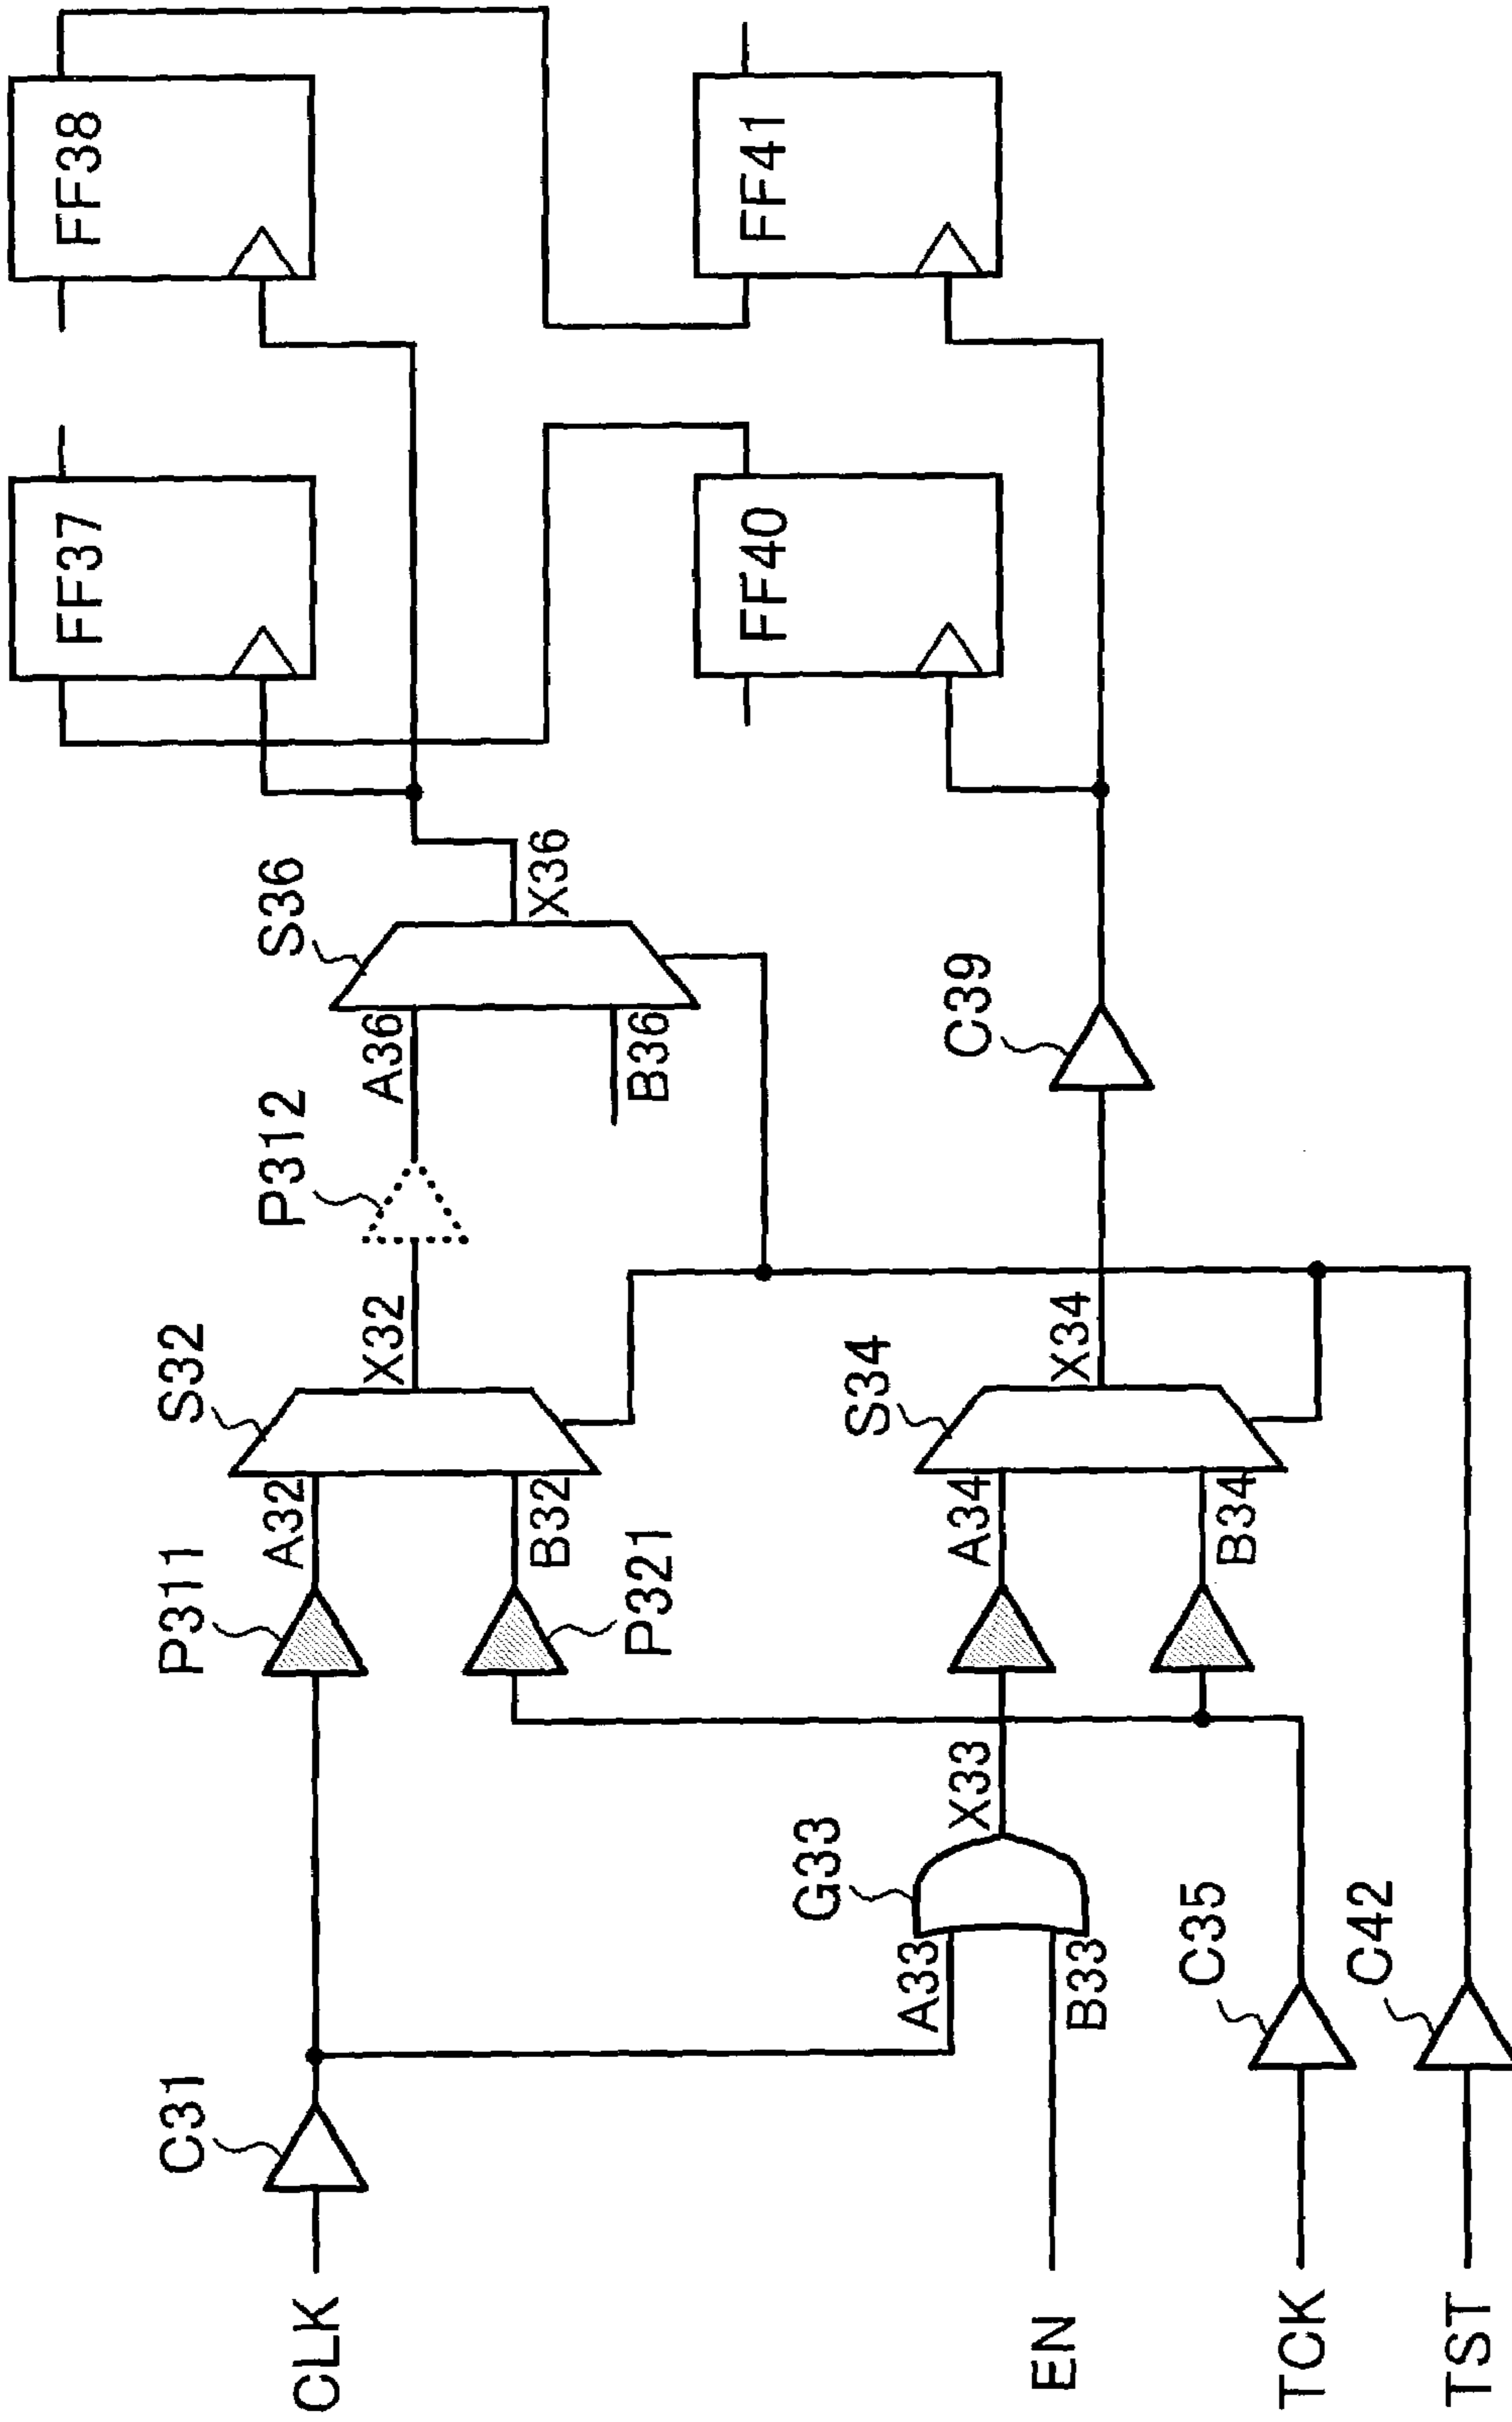 CLK
EN
TCK
TST
C31
G33
A33
B33
X33
C35
C42
P311
P321
A32
B32
S32
X32
A34
B34
S34
X34
P312
A36
B36
S36
X36
C39
FF37
FF38
FF40
FF41